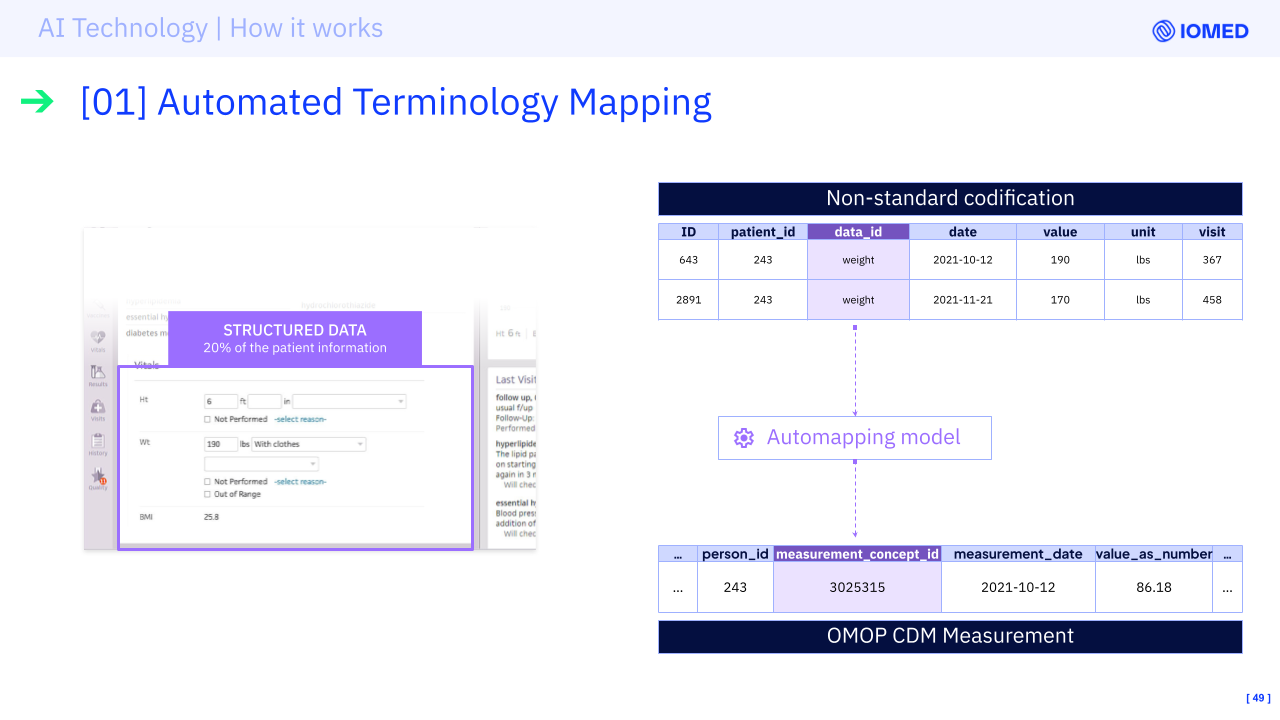 AI Technology | How it works
IOMED
[01] Automated Terminology Mapping
hydrochlorothiazide
essential hy
diabetes m
STRUCTURED DATA
20% of the patient information
Vitals
Vitals
Results
Visits
History
Quality
Ht
6 ft in
Not Performed -select reason-
Wt
190 lbs With clothes
Not Performed -select reason-
Out of Range
BMI 25.8
Ht 6 ft
Last Visit
follow up,
usual f/up
Follow-Up:
Performed
hyperlipide
The lipid pa
on starting
again in 3 m
Will chec
essential hy
Blood press
addition of
Will chec
Non-standard codification
ID patient_id data_id date value unit visit
643 243 weight 2021-10-12 190 lbs 367
2891 243 weight 2021-11-21 170 lbs 458
Automapping model
... person_id measurement_concept_id measurement_date value_as_number ...
... 243 3025315 2021-10-12 86.18 ...
OMOP CDM Measurement
[ 49 ]